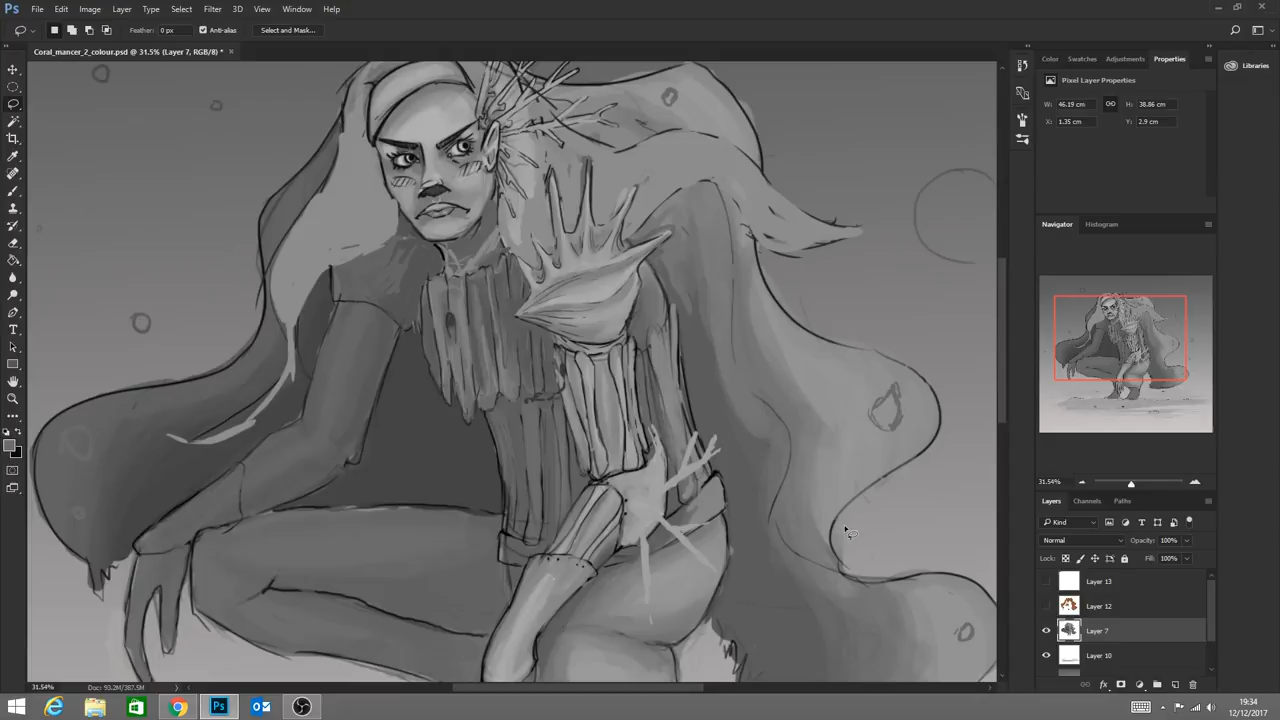 Ps File Edit Image Layer Type Select Filter 3D View Window Help
Feather: 0 px Anti-alias Select and Mask...
Coral_mancer_2_colour.psd @ 31.5% (Layer 7, RGB/8) *
Color Swatches Adjustments Properties
Libraries
Pixel Layer Properties
W: 46.19 cm H: 38.86 cm
X: 1.35 cm Y: 2.9 cm
Navigator Histogram
31.54%
Layers Channels Paths
Kind
Normal Opacity: 100%
Lock: Fill: 100%
Layer 13
Layer 12
Layer 7
Layer 10
31.54% Doc: 93.2M/387.5M
19:34
12/12/2017